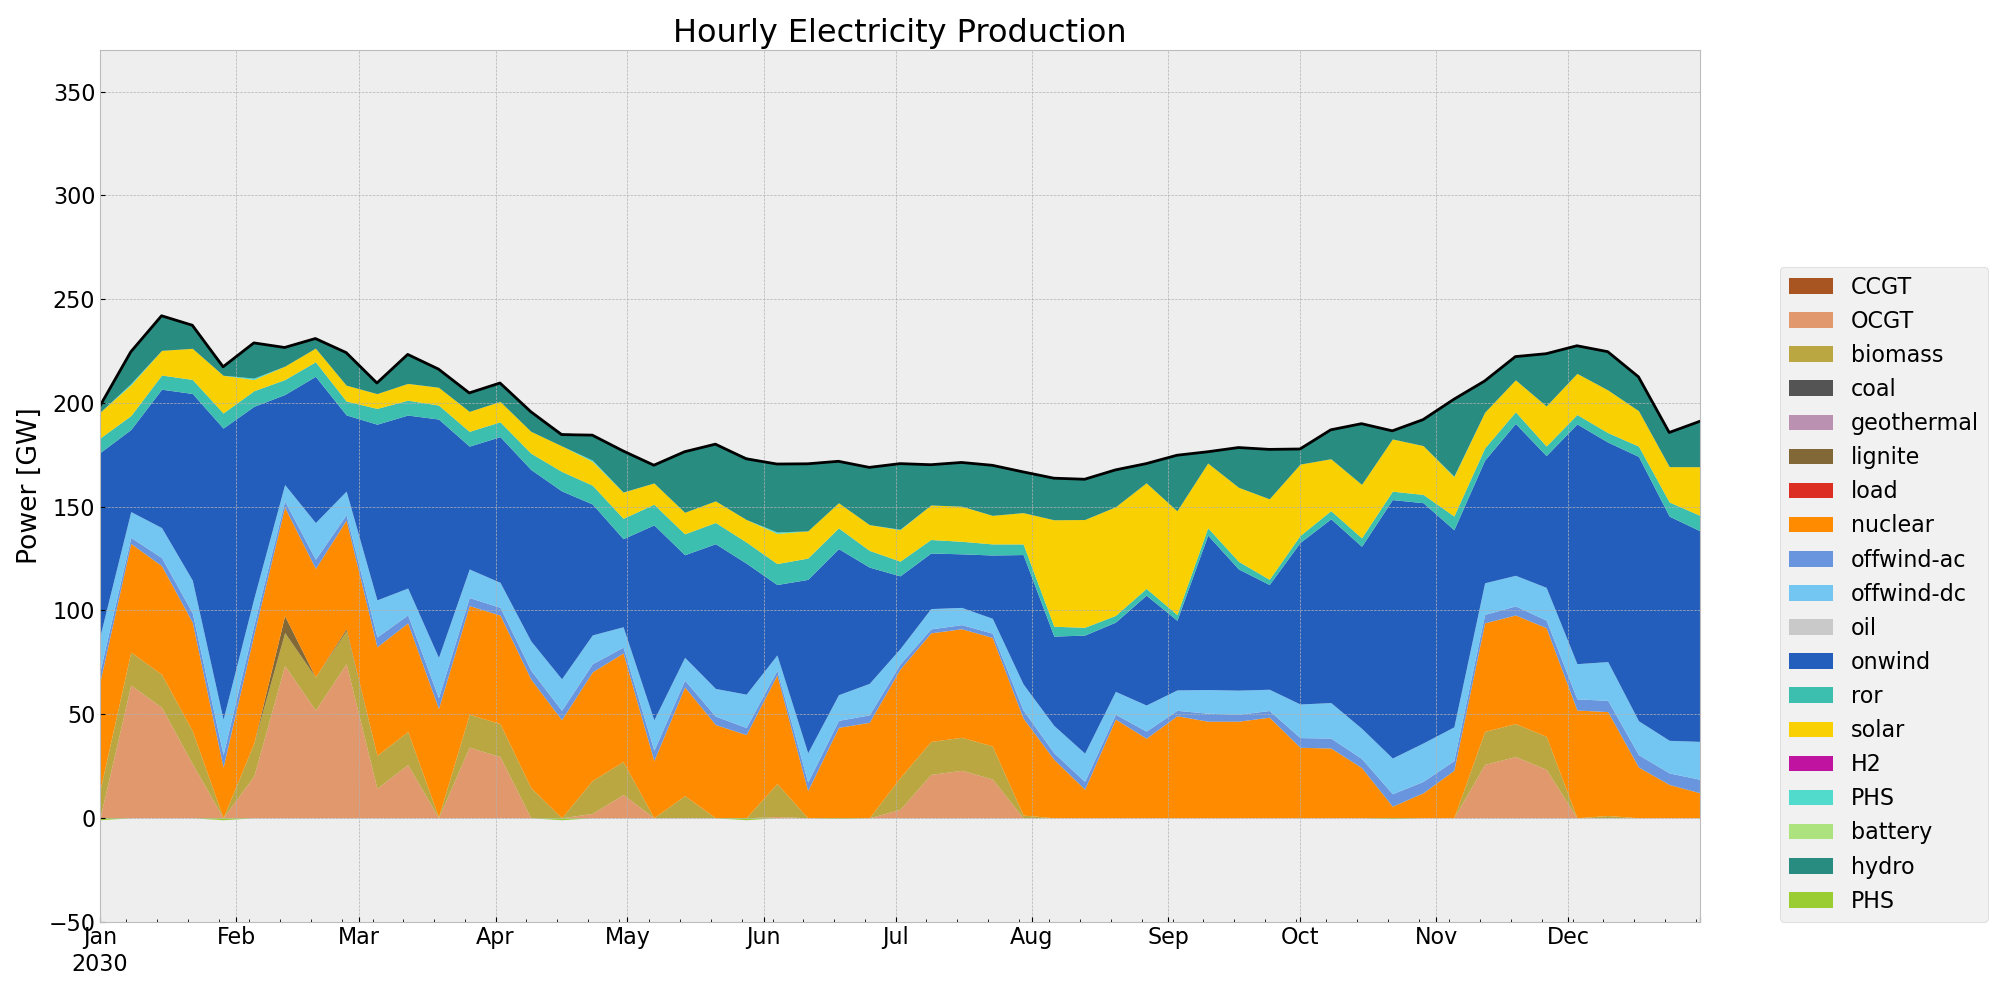 Hourly Electricity Production
Power [GW]
350
300
250
200
150
100
50
0
−50
Jan
2030
Feb
Mar
Apr
May
Jun
Jul
Aug
Sep
Oct
Nov
Dec
CCGT
OCGT
biomass
coal
geothermal
lignite
load
nuclear
offwind-ac
offwind-dc
oil
onwind
ror
solar
H2
PHS
battery
hydro
PHS